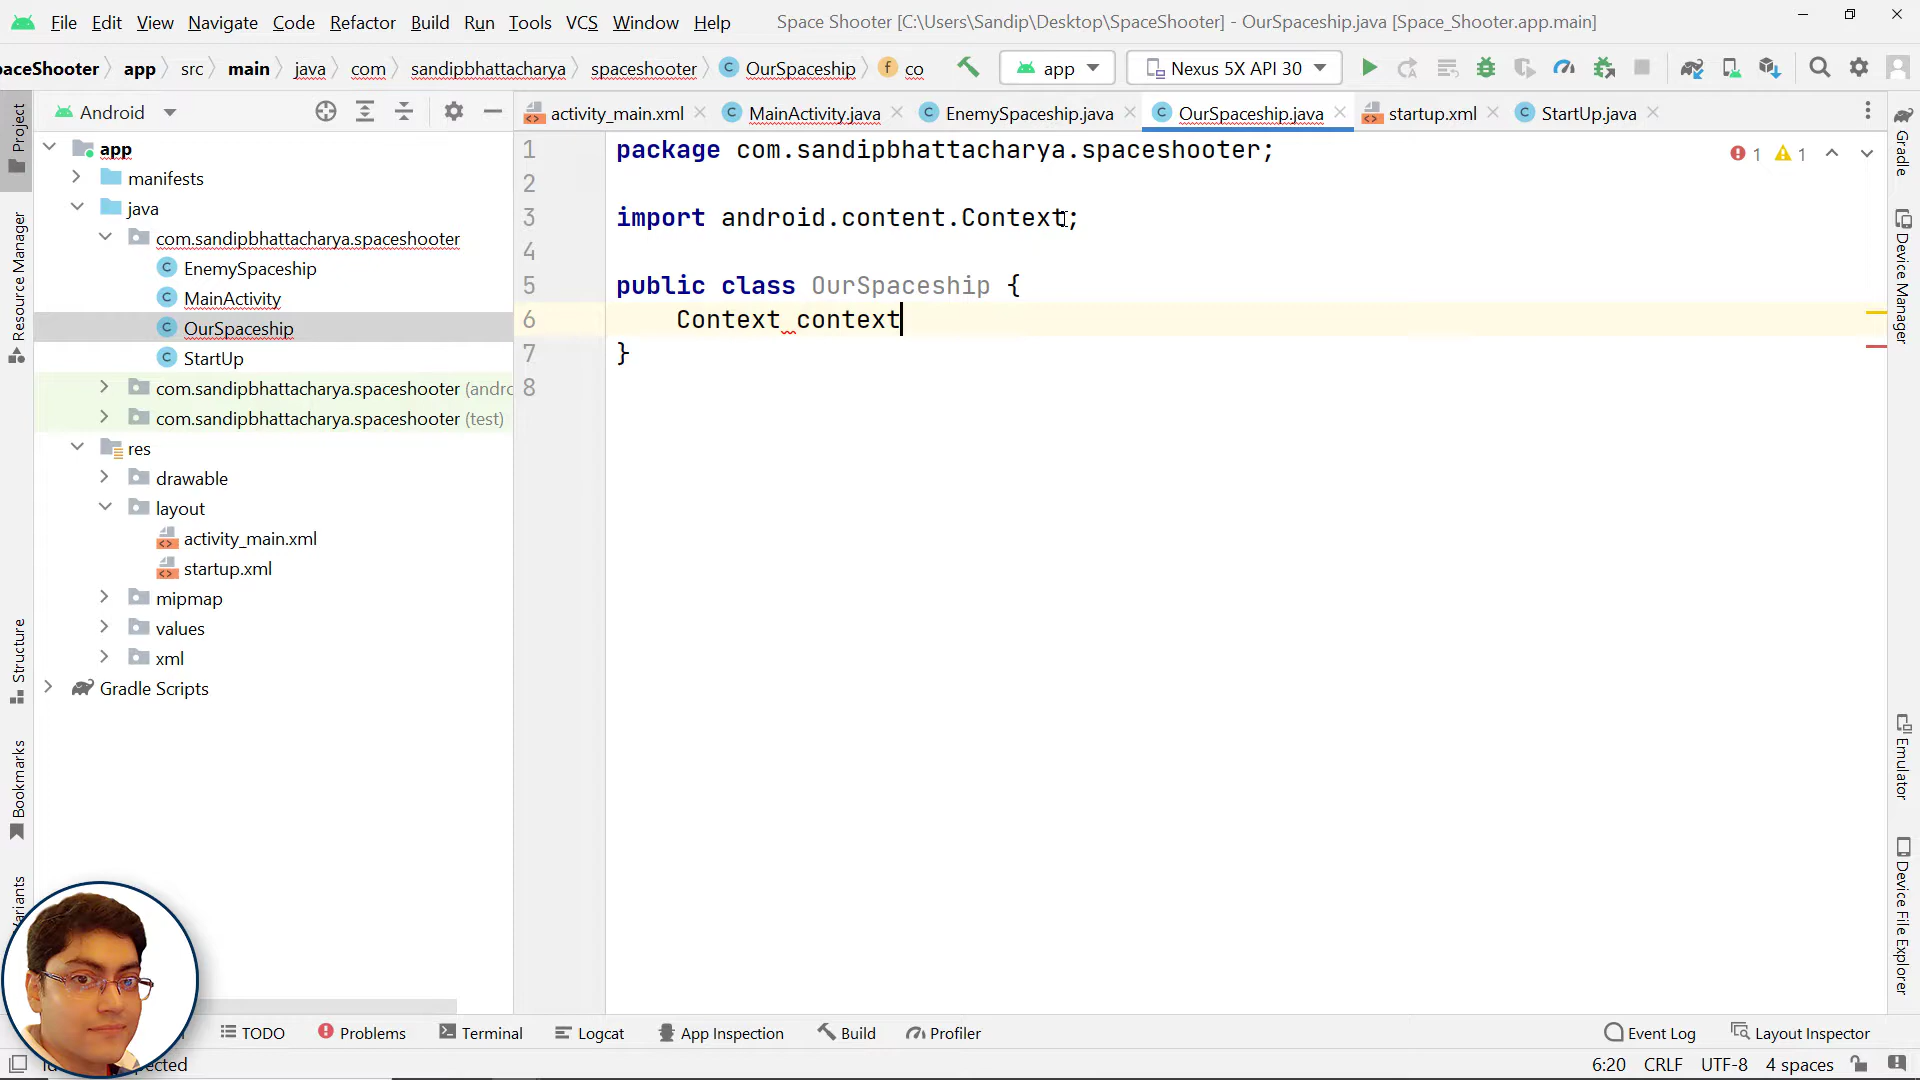 File Edit View Navigate Code Refactor Build Run Tools VCS Window Help Space Shooter [C:\Users\Sandip\Desktop\SpaceShooter] - OurSpaceship.java [Space_Shooter.app.main]
paceShooter app src main java com sandipbhattacharya spaceshooter OurSpaceship co app Nexus 5X API 30
Android
activity_main.xml MainActivity.java EnemySpaceship.java OurSpaceship.java startup.xml StartUp.java
app
manifests
java
com.sandipbhattacharya.spaceshooter
EnemySpaceship
MainActivity
OurSpaceship
StartUp
com.sandipbhattacharya.spaceshooter (andro
com.sandipbhattacharya.spaceshooter (test)
res
drawable
layout
activity_main.xml
startup.xml
mipmap
values
xml
Gradle Scripts
1 package com.sandipbhattacharya.spaceshooter;
2
3 import android.content.Context;
4
5 public class OurSpaceship {
6 Context context
7 }
8
1 1
Project
Resource Manager
Structure
Bookmarks
ariants
Gradle
Device Manager
Emulator
Device File Explorer
TODO Problems Terminal Logcat App Inspection Build Profiler Event Log Layout Inspector
pected 6:20 CRLF UTF-8 4 spaces